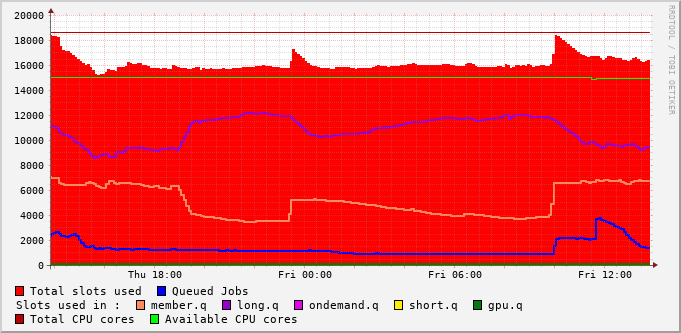 20000
18000
16000
14000
12000
10000
8000
6000
4000
2000
0
Thu 18:00 Fri 00:00 Fri 06:00 Fri 12:00
RRDTOOL / TOBI OETIKER
Total slots used Queued Jobs
Slots used in : member.q long.q ondemand.q short.q gpu.q
Total CPU cores Available CPU cores